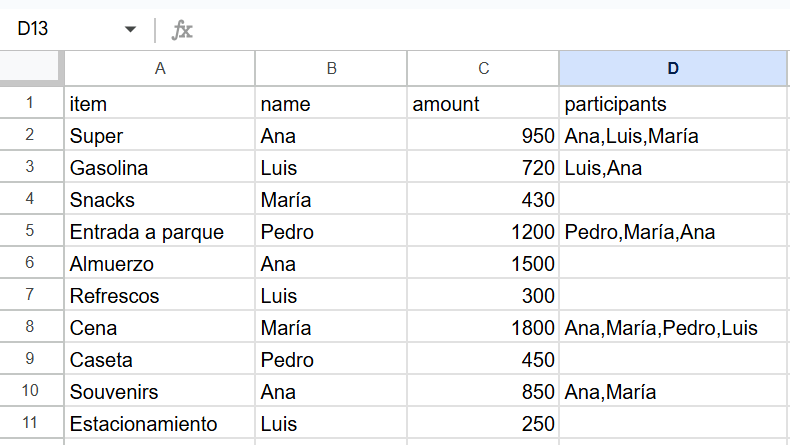 D13 fx
A B C D
1 item name amount participants
2 Super Ana 950 Ana,Luis,María
3 Gasolina Luis 720 Luis,Ana
4 Snacks María 430
5 Entrada a parque Pedro 1200 Pedro,María,Ana
6 Almuerzo Ana 1500
7 Refrescos Luis 300
8 Cena María 1800 Ana,María,Pedro,Luis
9 Caseta Pedro 450
10 Souvenirs Ana 850 Ana,María
11 Estacionamiento Luis 250